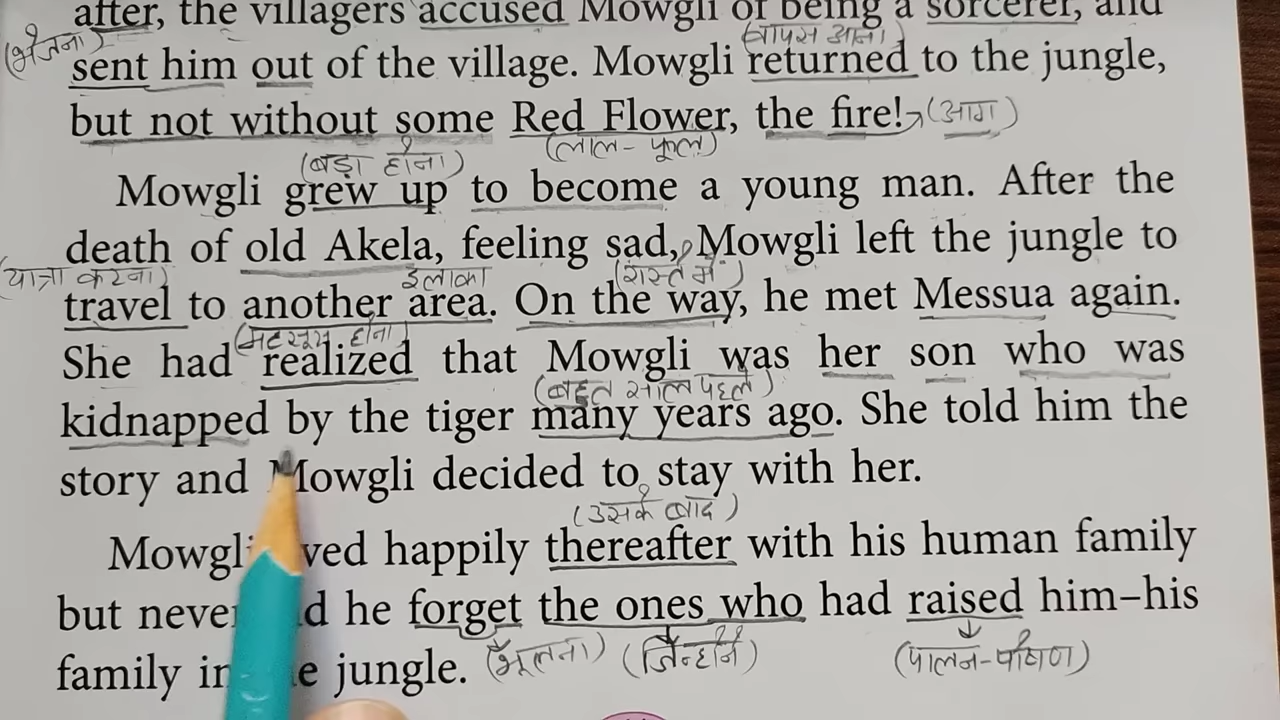 after, the villagers accused Mowgli of being a sorcerer, and
(भेजना) (वापस आना)
sent him out of the village. Mowgli returned to the jungle,
but not without some Red Flower, the fire! (आग)
(बड़ा होना) (लाल-फूल)
Mowgli grew up to become a young man. After the
death of old Akela, feeling sad, Mowgli left the jungle to
(यात्रा करना) इलाका (रास्ते में)
travel to another area. On the way, he met Messua again.
(महसूस होना)
She had realized that Mowgli was her son who was
(बहुत साल पहले)
kidnapped by the tiger many years ago. She told him the
story and Mowgli decided to stay with her.
(उसके बाद)
Mowgli ved happily thereafter with his human family
but never d he forget the ones who had raised him–his
family in e jungle. (भूलना) (जिन्होंने) (पालन-पोषण)